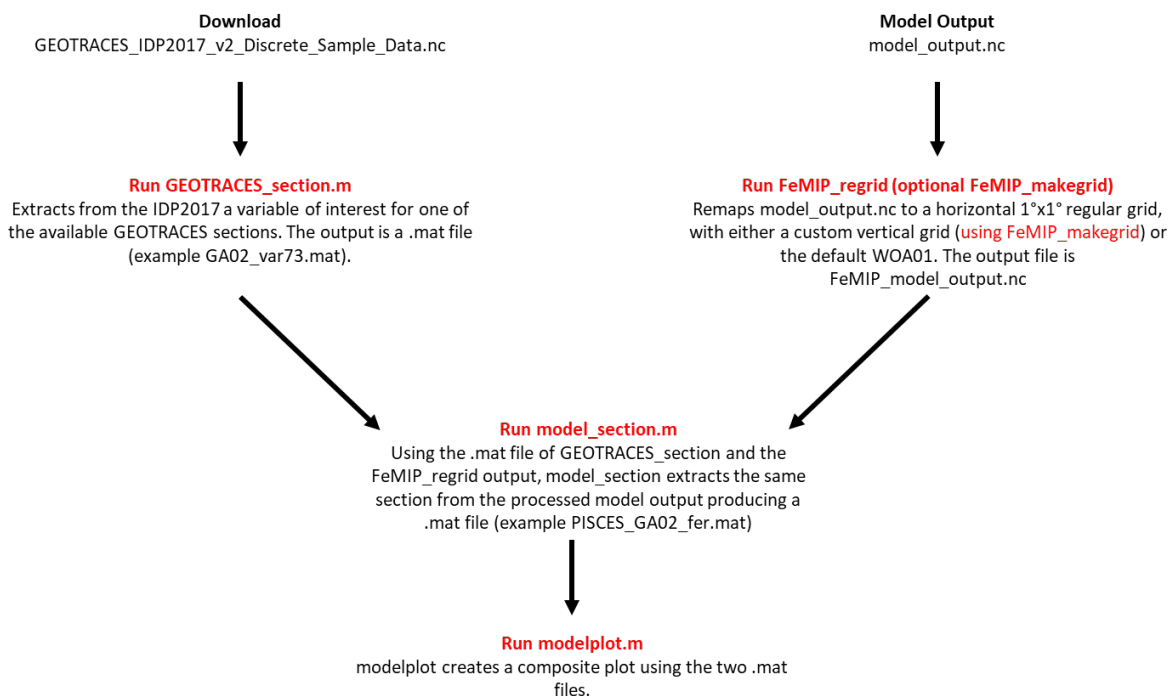 Download
GEOTRACES_IDP2017_v2_Discrete_Sample_Data.nc
Model Output
model_output.nc
Run GEOTRACES_section.m
Extracts from the IDP2017 a variable of interest for one of
the available GEOTRACES sections. The output is a .mat file
(example GA02_var73.mat).
Run FeMIP_regrid (optional FeMIP_makegrid)
Remaps model_output.nc to a horizontal 1°x1° regular grid,
with either a custom vertical grid (using FeMIP_makegrid) or
the default WOA01. The output file is
FeMIP_model_output.nc
Run model_section.m
Using the .mat file of GEOTRACES_section and the
FeMIP_regrid output, model_section extracts the same
section from the processed model output producing a
.mat file (example PISCES_GA02_fer.mat)
Run modelplot.m
modelplot creates a composite plot using the two .mat
files.